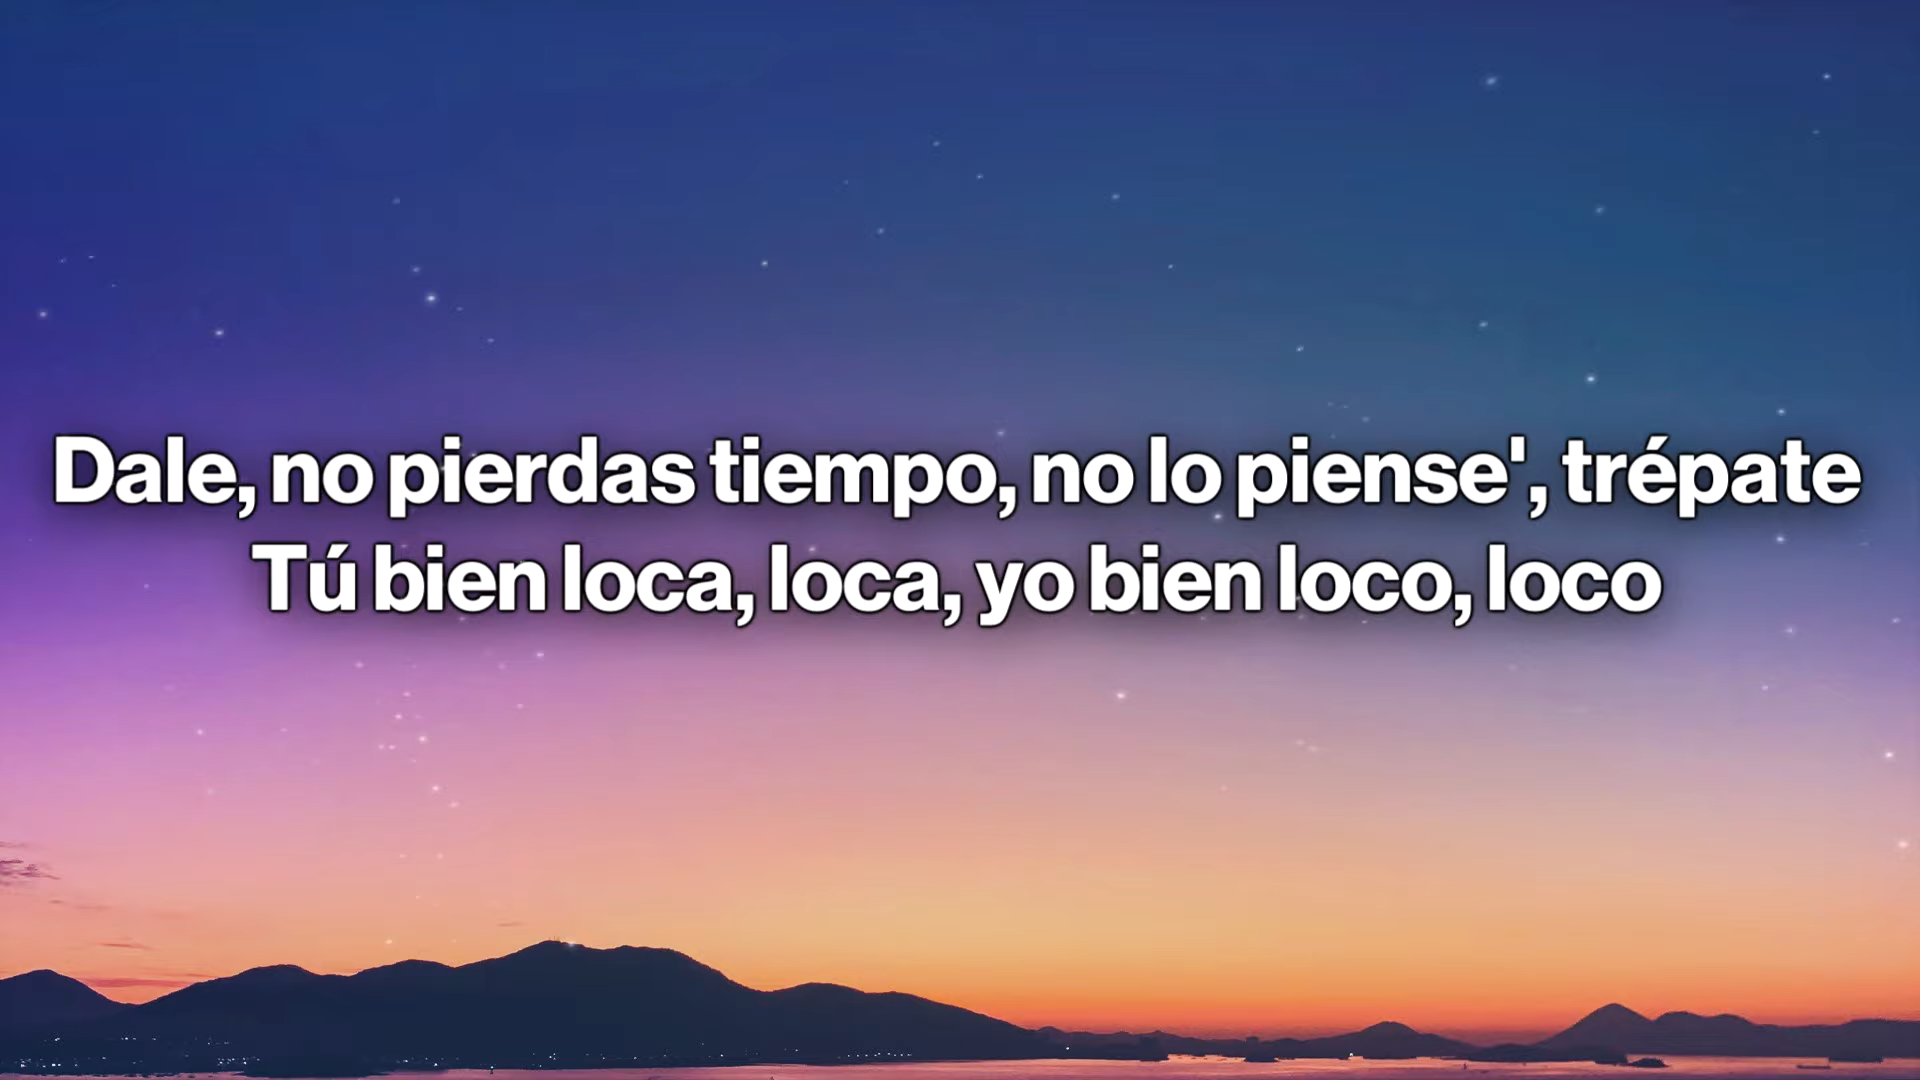 Dale, no pierdas tiempo, no lo piense', trépate
Tú bien loca, loca, yo bien loco, loco